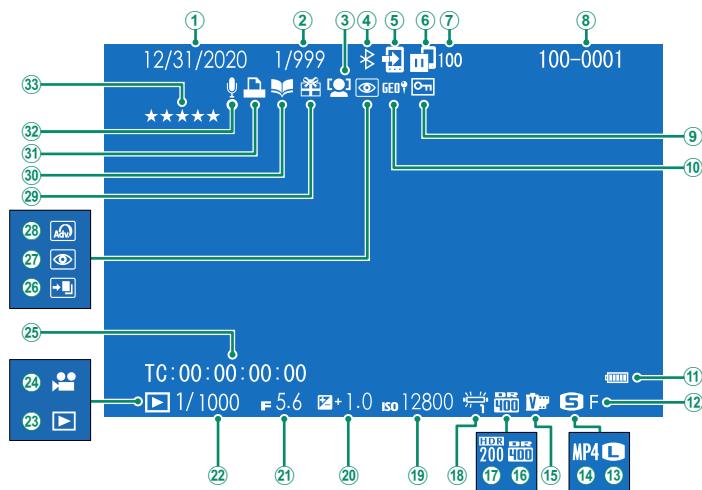 1 2 3 4 5 6 7 8
12/31/2020 1/999 100 100-0001
33
★★★★★
GEO
32
9
31
10
30
29
28 Adv.
27
26
25
TC:00:00:00:00
11
24
1/1000 F5.6 +1.0 ISO 12800 1 DR 400 V S F
12
23
HDR 200 DR 400 MP4 L
22 21 20 19 18 17 16 15 14 13